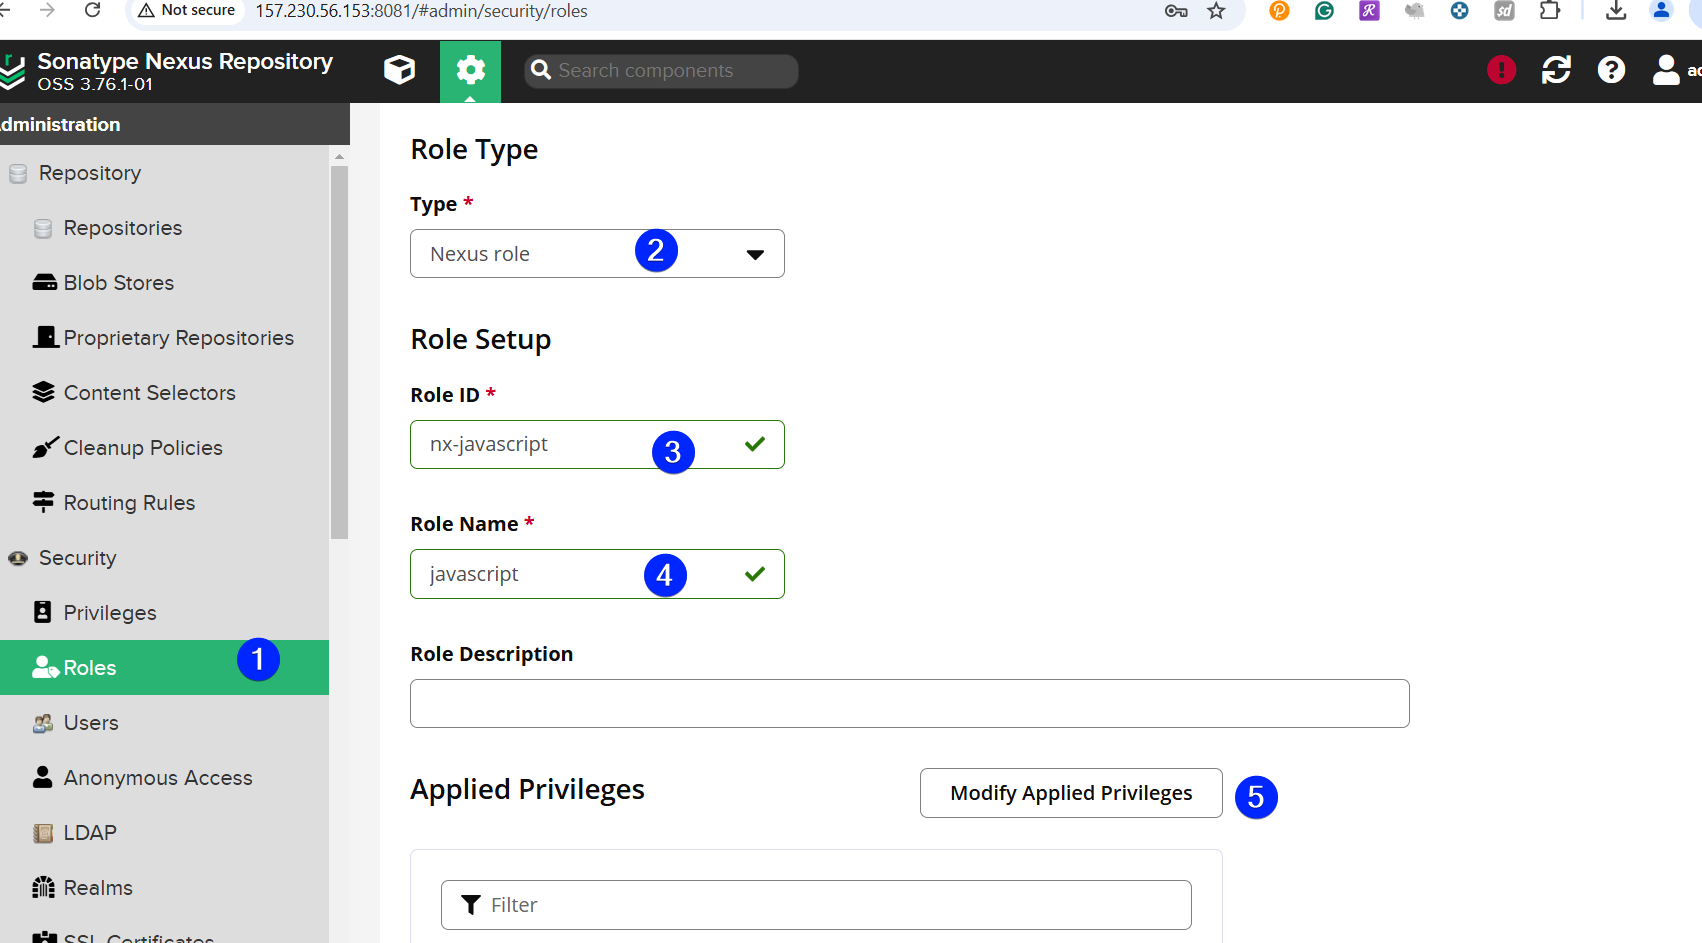 Not secure 157.230.56.153:8081/#admin/security/roles
Sonatype Nexus Repository
OSS 3.76.1-01
Search components
dministration
Repository
Repositories
Blob Stores
Proprietary Repositories
Content Selectors
Cleanup Policies
Routing Rules
Security
Privileges
Roles 1
Users
Anonymous Access
LDAP
Realms
SSL Certificates
Role Type
Type *
Nexus role 2
Role Setup
Role ID *
nx-javascript 3
Role Name *
javascript 4
Role Description
Applied Privileges
Modify Applied Privileges 5
Filter